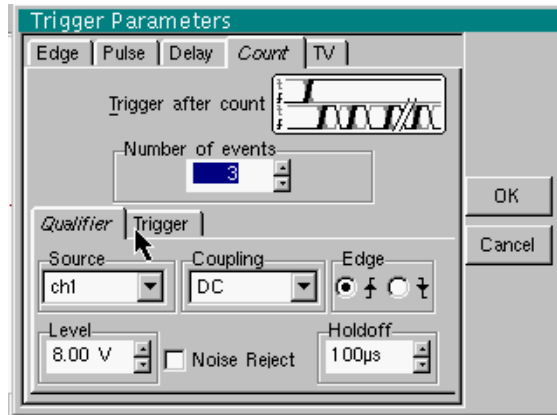 Trigger Parameters
Edge Pulse Delay Count TV
Trigger after count
Number of events
3
OK
Qualifier Trigger
Cancel
Source Coupling Edge
ch1 DC
Level Holdoff
8.00 V Noise Reject 100µs